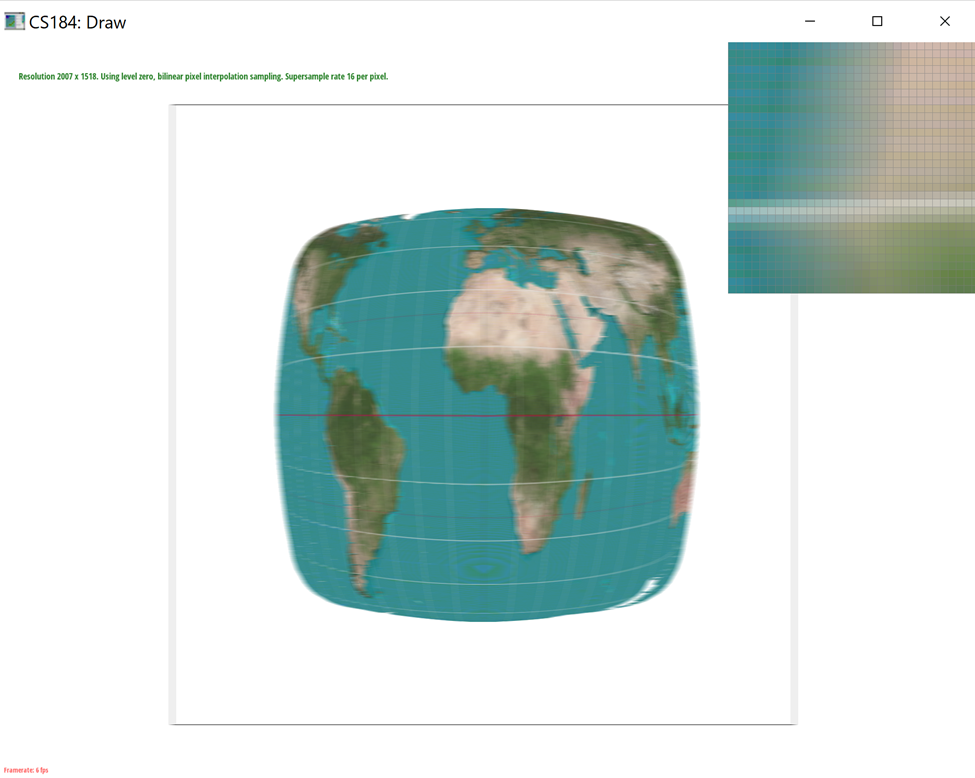 CS184: Draw
Resolution 2007 x 1518. Using level zero, bilinear pixel interpolation sampling. Supersample rate 16 per pixel.
Framerate: 6 fps